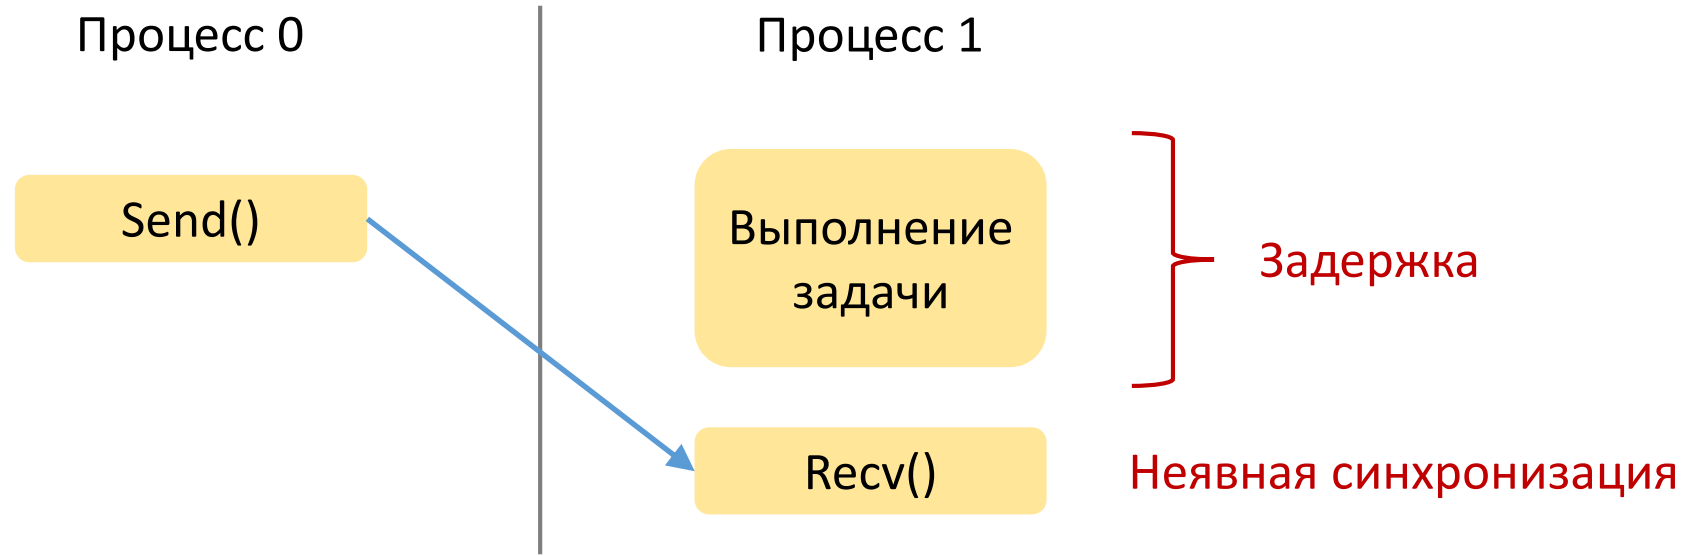 Процесс 0
Процесс 1
Send()
Выполнение
задачи
Задержка
Recv()
Неявная синхронизация